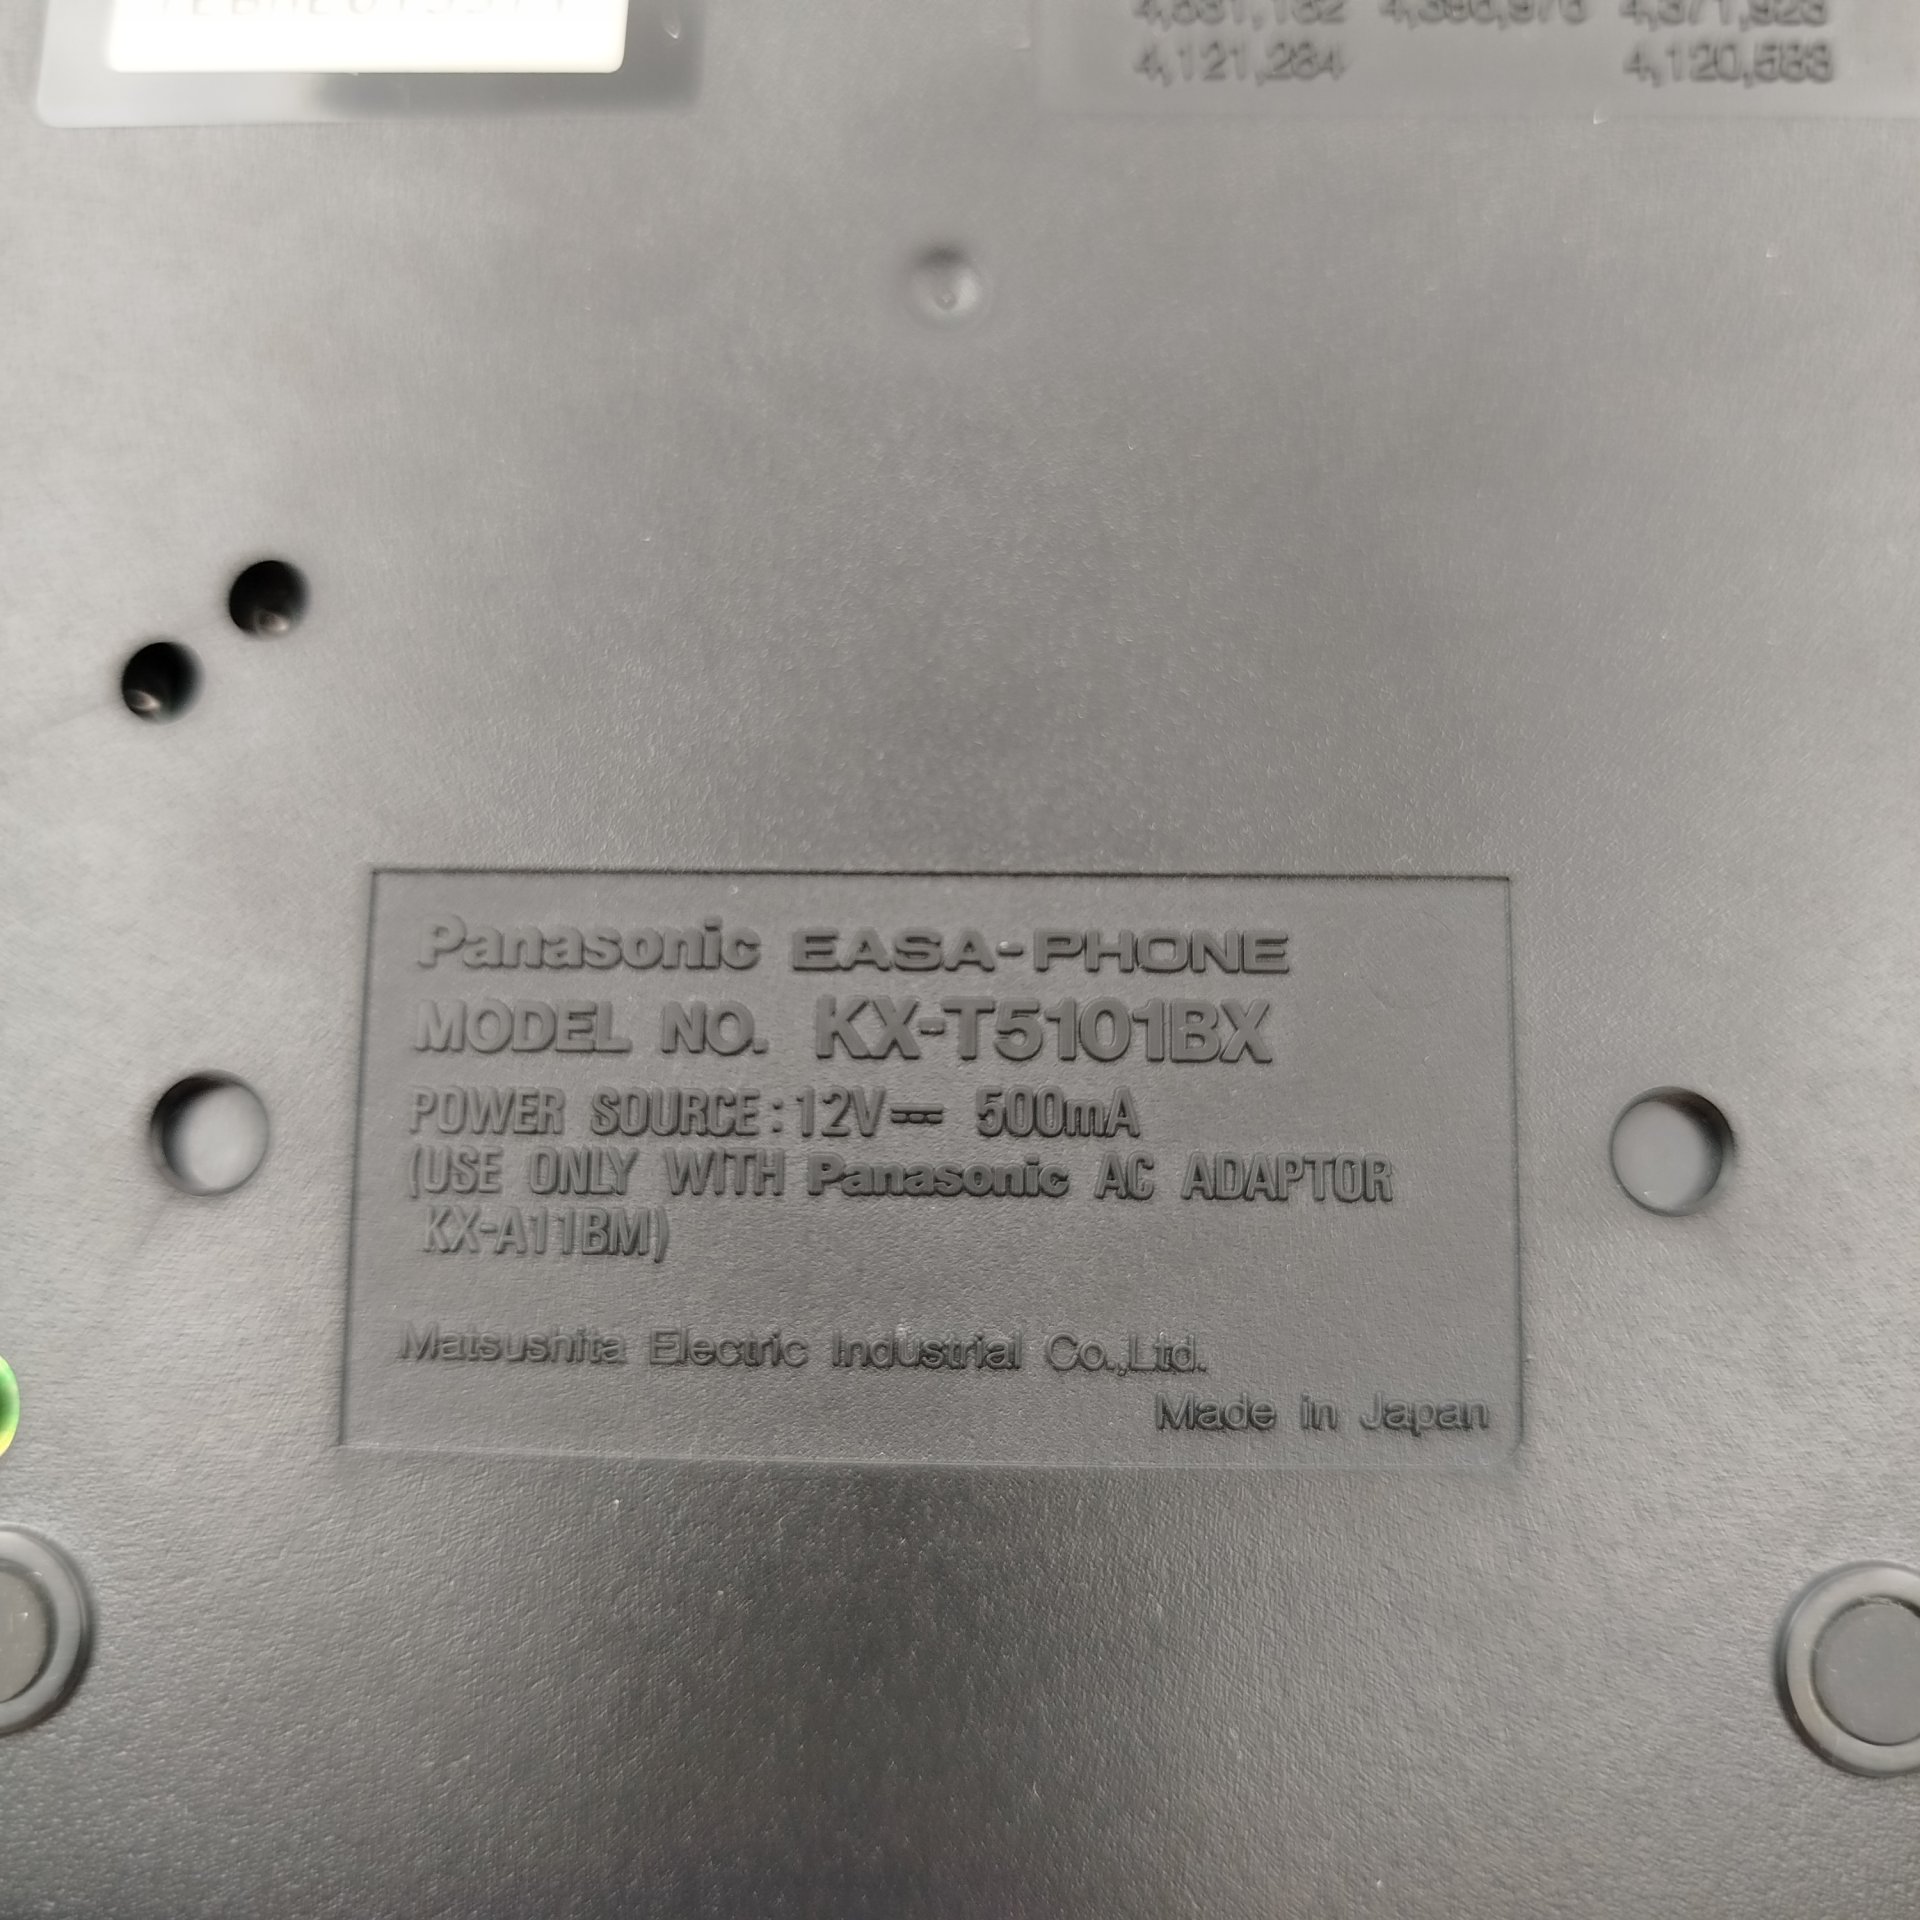 4,121,284 4,120,583
Panasonic EASA-PHONE
MODEL NO. KX-T5101BX
POWER SOURCE:12V⎓ 500mA
(USE ONLY WITH Panasonic AC ADAPTOR
KX-A11BM)
Matsushita Electric Industrial Co.,Ltd.
Made in Japan